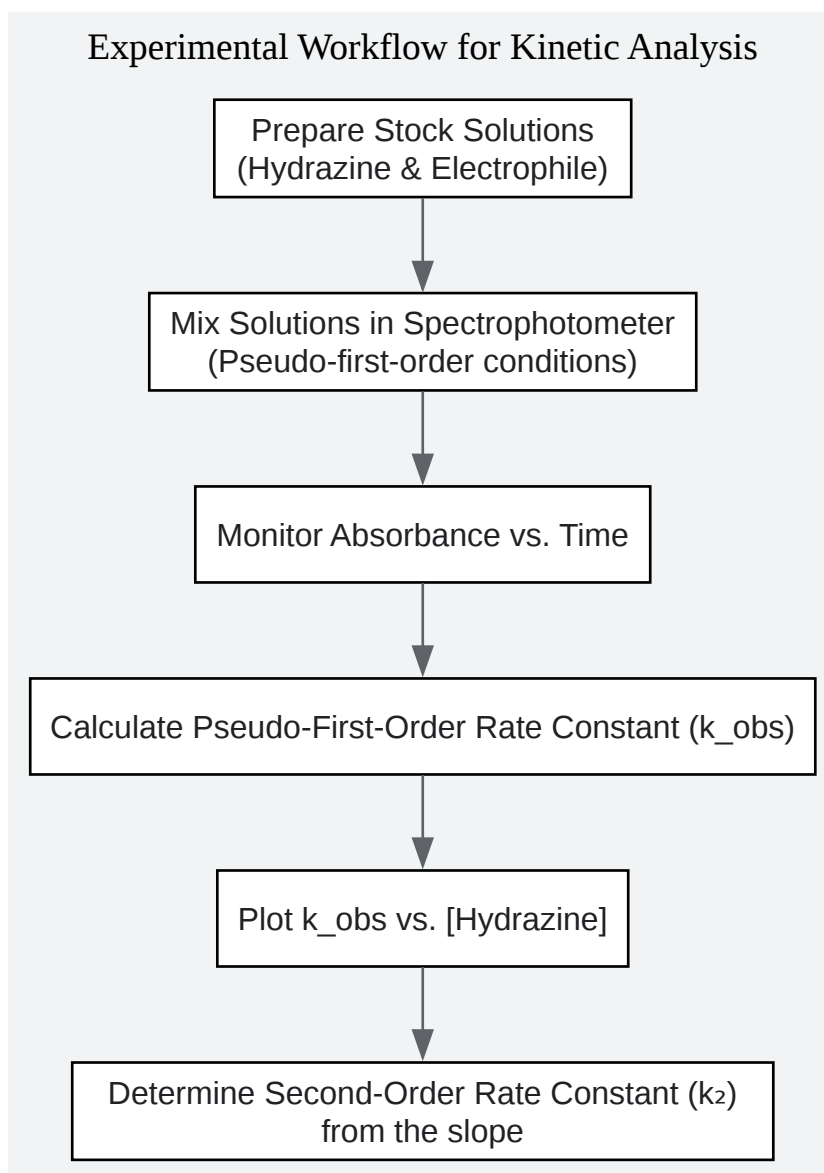 Experimental Workflow for Kinetic Analysis
Prepare Stock Solutions
(Hydrazine & Electrophile)
Mix Solutions in Spectrophotometer
(Pseudo-first-order conditions)
Monitor Absorbance vs. Time
Calculate Pseudo-First-Order Rate Constant (k_obs)
Plot k_obs vs. [Hydrazine]
Determine Second-Order Rate Constant (k₂)
from the slope